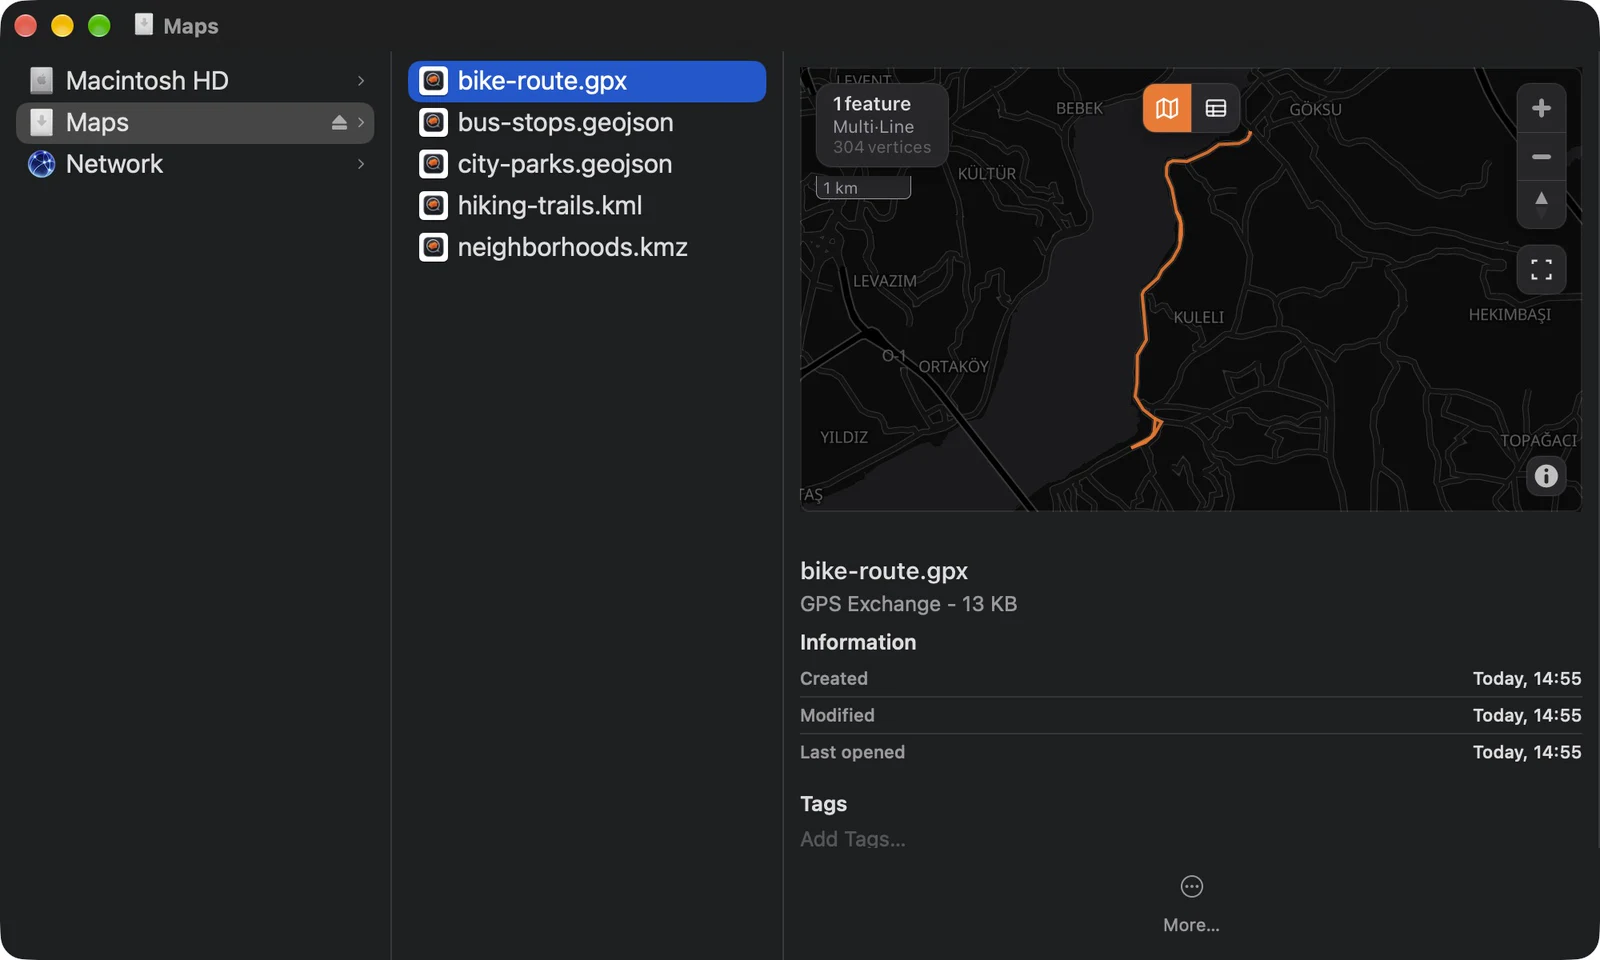 Maps
Macintosh HD
Maps
Network
bike-route.gpx
bus-stops.geojson
city-parks.geojson
hiking-trails.kml
neighborhoods.kmz
LEVENT
1 feature
Multi·Line
304 vertices
1 km
BEBEK
GÖKSU
KÜLTÜR
LEVAZIM
KULELI
HEKIMBAŞI
O-1
ORTAKÖY
YILDIZ
TOPAĞACI
TAŞ
bike-route.gpx
GPS Exchange - 13 KB
Information
Created Today, 14:55
Modified Today, 14:55
Last opened Today, 14:55
Tags
Add Tags...
More...